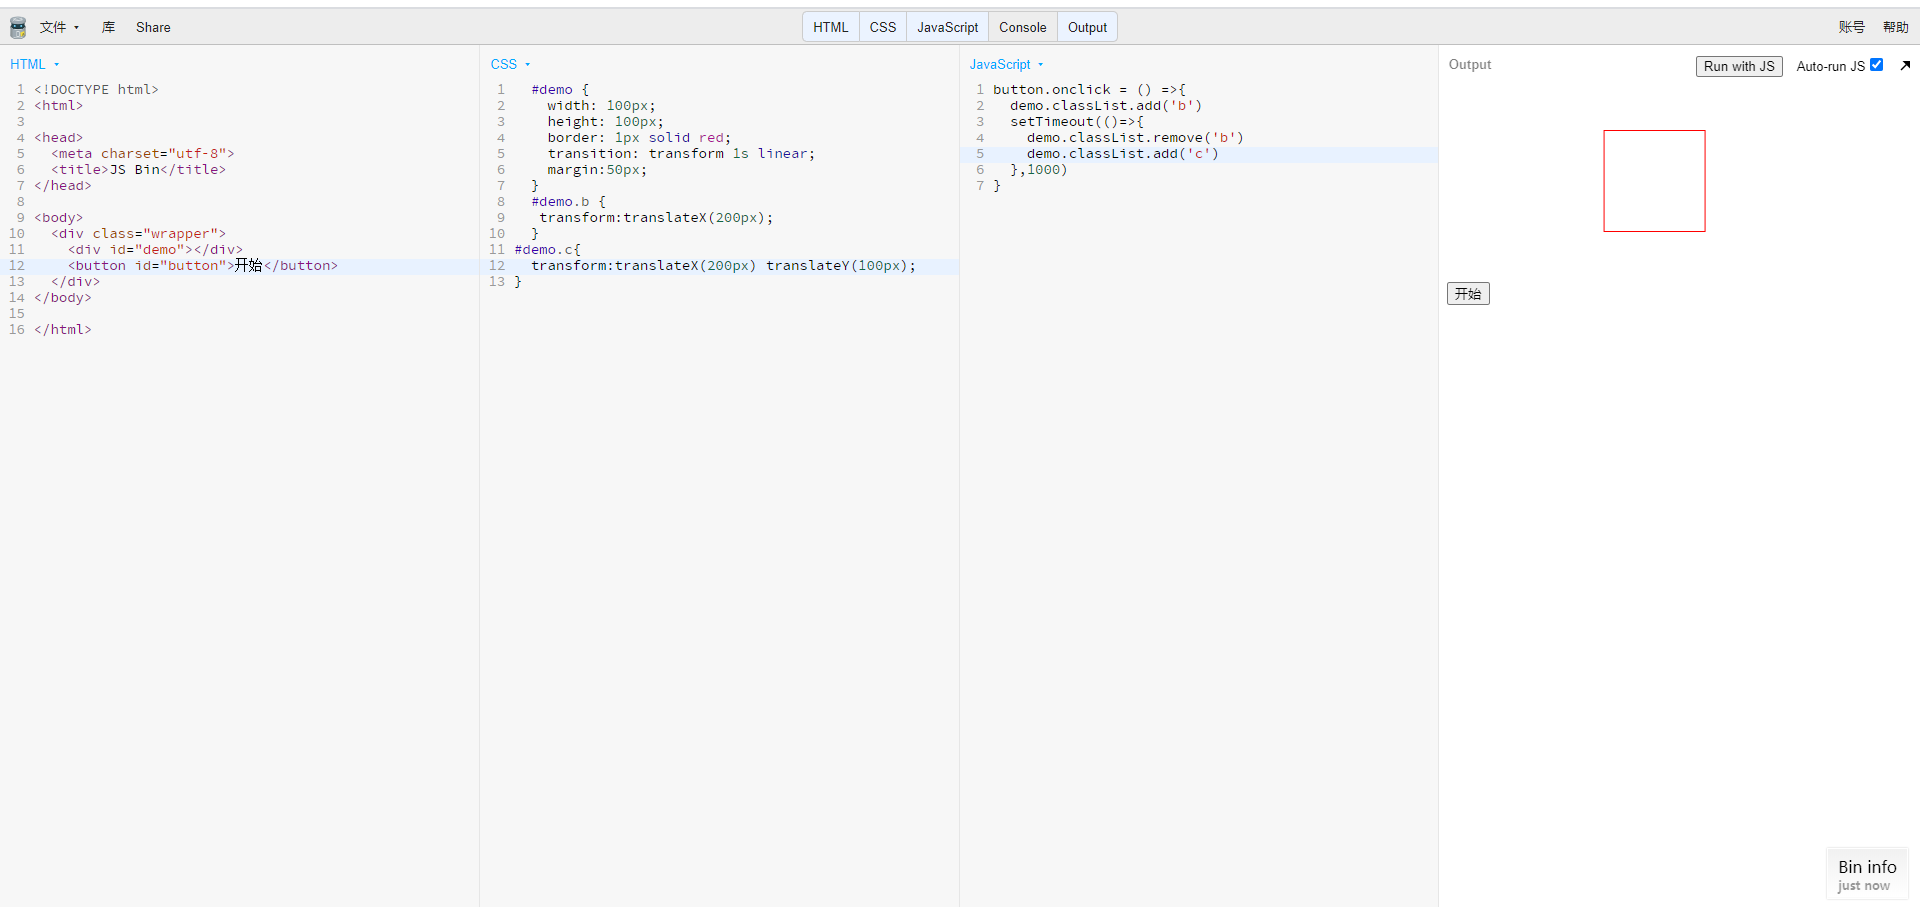 文件 库 Share HTML CSS JavaScript Console Output 账号 帮助
HTML
1 <!DOCTYPE html>
2 <html>
3
4 <head>
5   <meta charset="utf-8">
6   <title>JS Bin</title>
7 </head>
8
9 <body>
10   <div class="wrapper">
11     <div id="demo"></div>
12     <button id="button">开始</button>
13   </div>
14 </body>
15
16 </html>
CSS
1   #demo {
2     width: 100px;
3     height: 100px;
4     border: 1px solid red;
5     transition: transform 1s linear;
6     margin:50px;
7   }
8   #demo.b {
9    transform:translateX(200px);
10   }
11 #demo.c{
12   transform:translateX(200px) translateY(100px);
13 }
JavaScript
1 button.onclick = () =>{
2   demo.classList.add('b')
3   setTimeout(()=>{
4     demo.classList.remove('b')
5     demo.classList.add('c')
6   },1000)
7 }
Output Run with JS Auto-run JS
开始
Bin info
just now